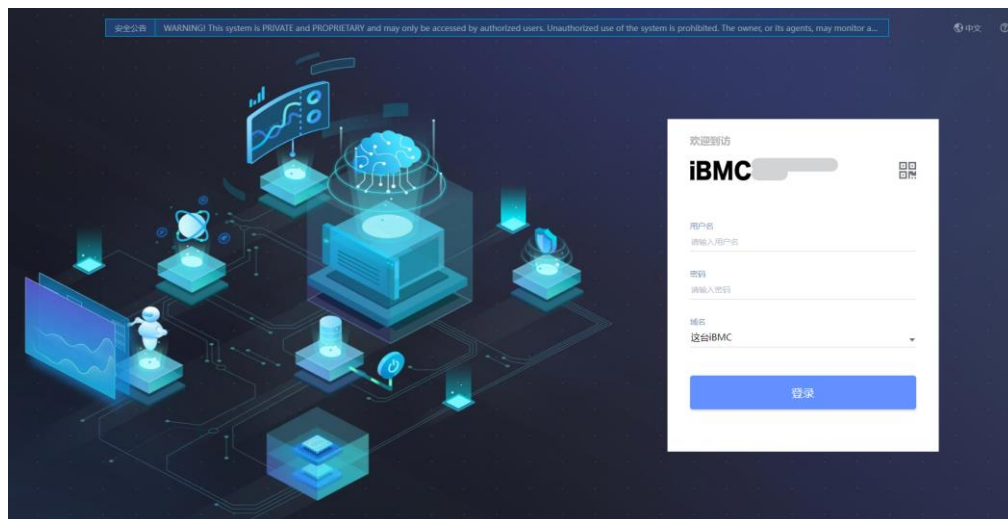 安全公告 WARNING! This system is PRIVATE and PROPRIETARY and may only be accessed by authorized users. Unauthorized use of the system is prohibited. The owner, or its agents, may monitor a...
中文
欢迎到访
iBMC
用户名
请输入用户名
密码
请输入密码
域名
这台iBMC
登录